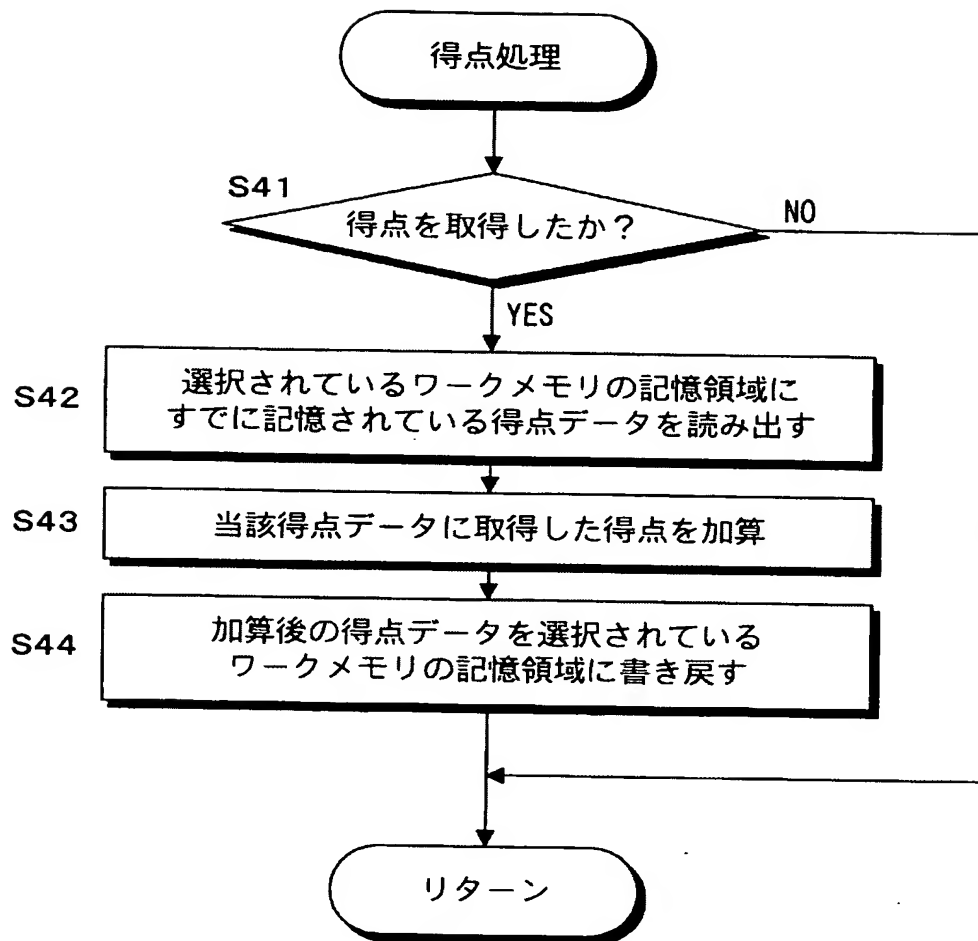 得点処理
S41
得点を取得したか?
NO
YES
S42
選択されているワークメモリの記憶領域に
すでに記憶されている得点データを読み出す
S43
当該得点データに取得した得点を加算
S44
加算後の得点データを選択されている
ワークメモリの記憶領域に書き戻す
リターン